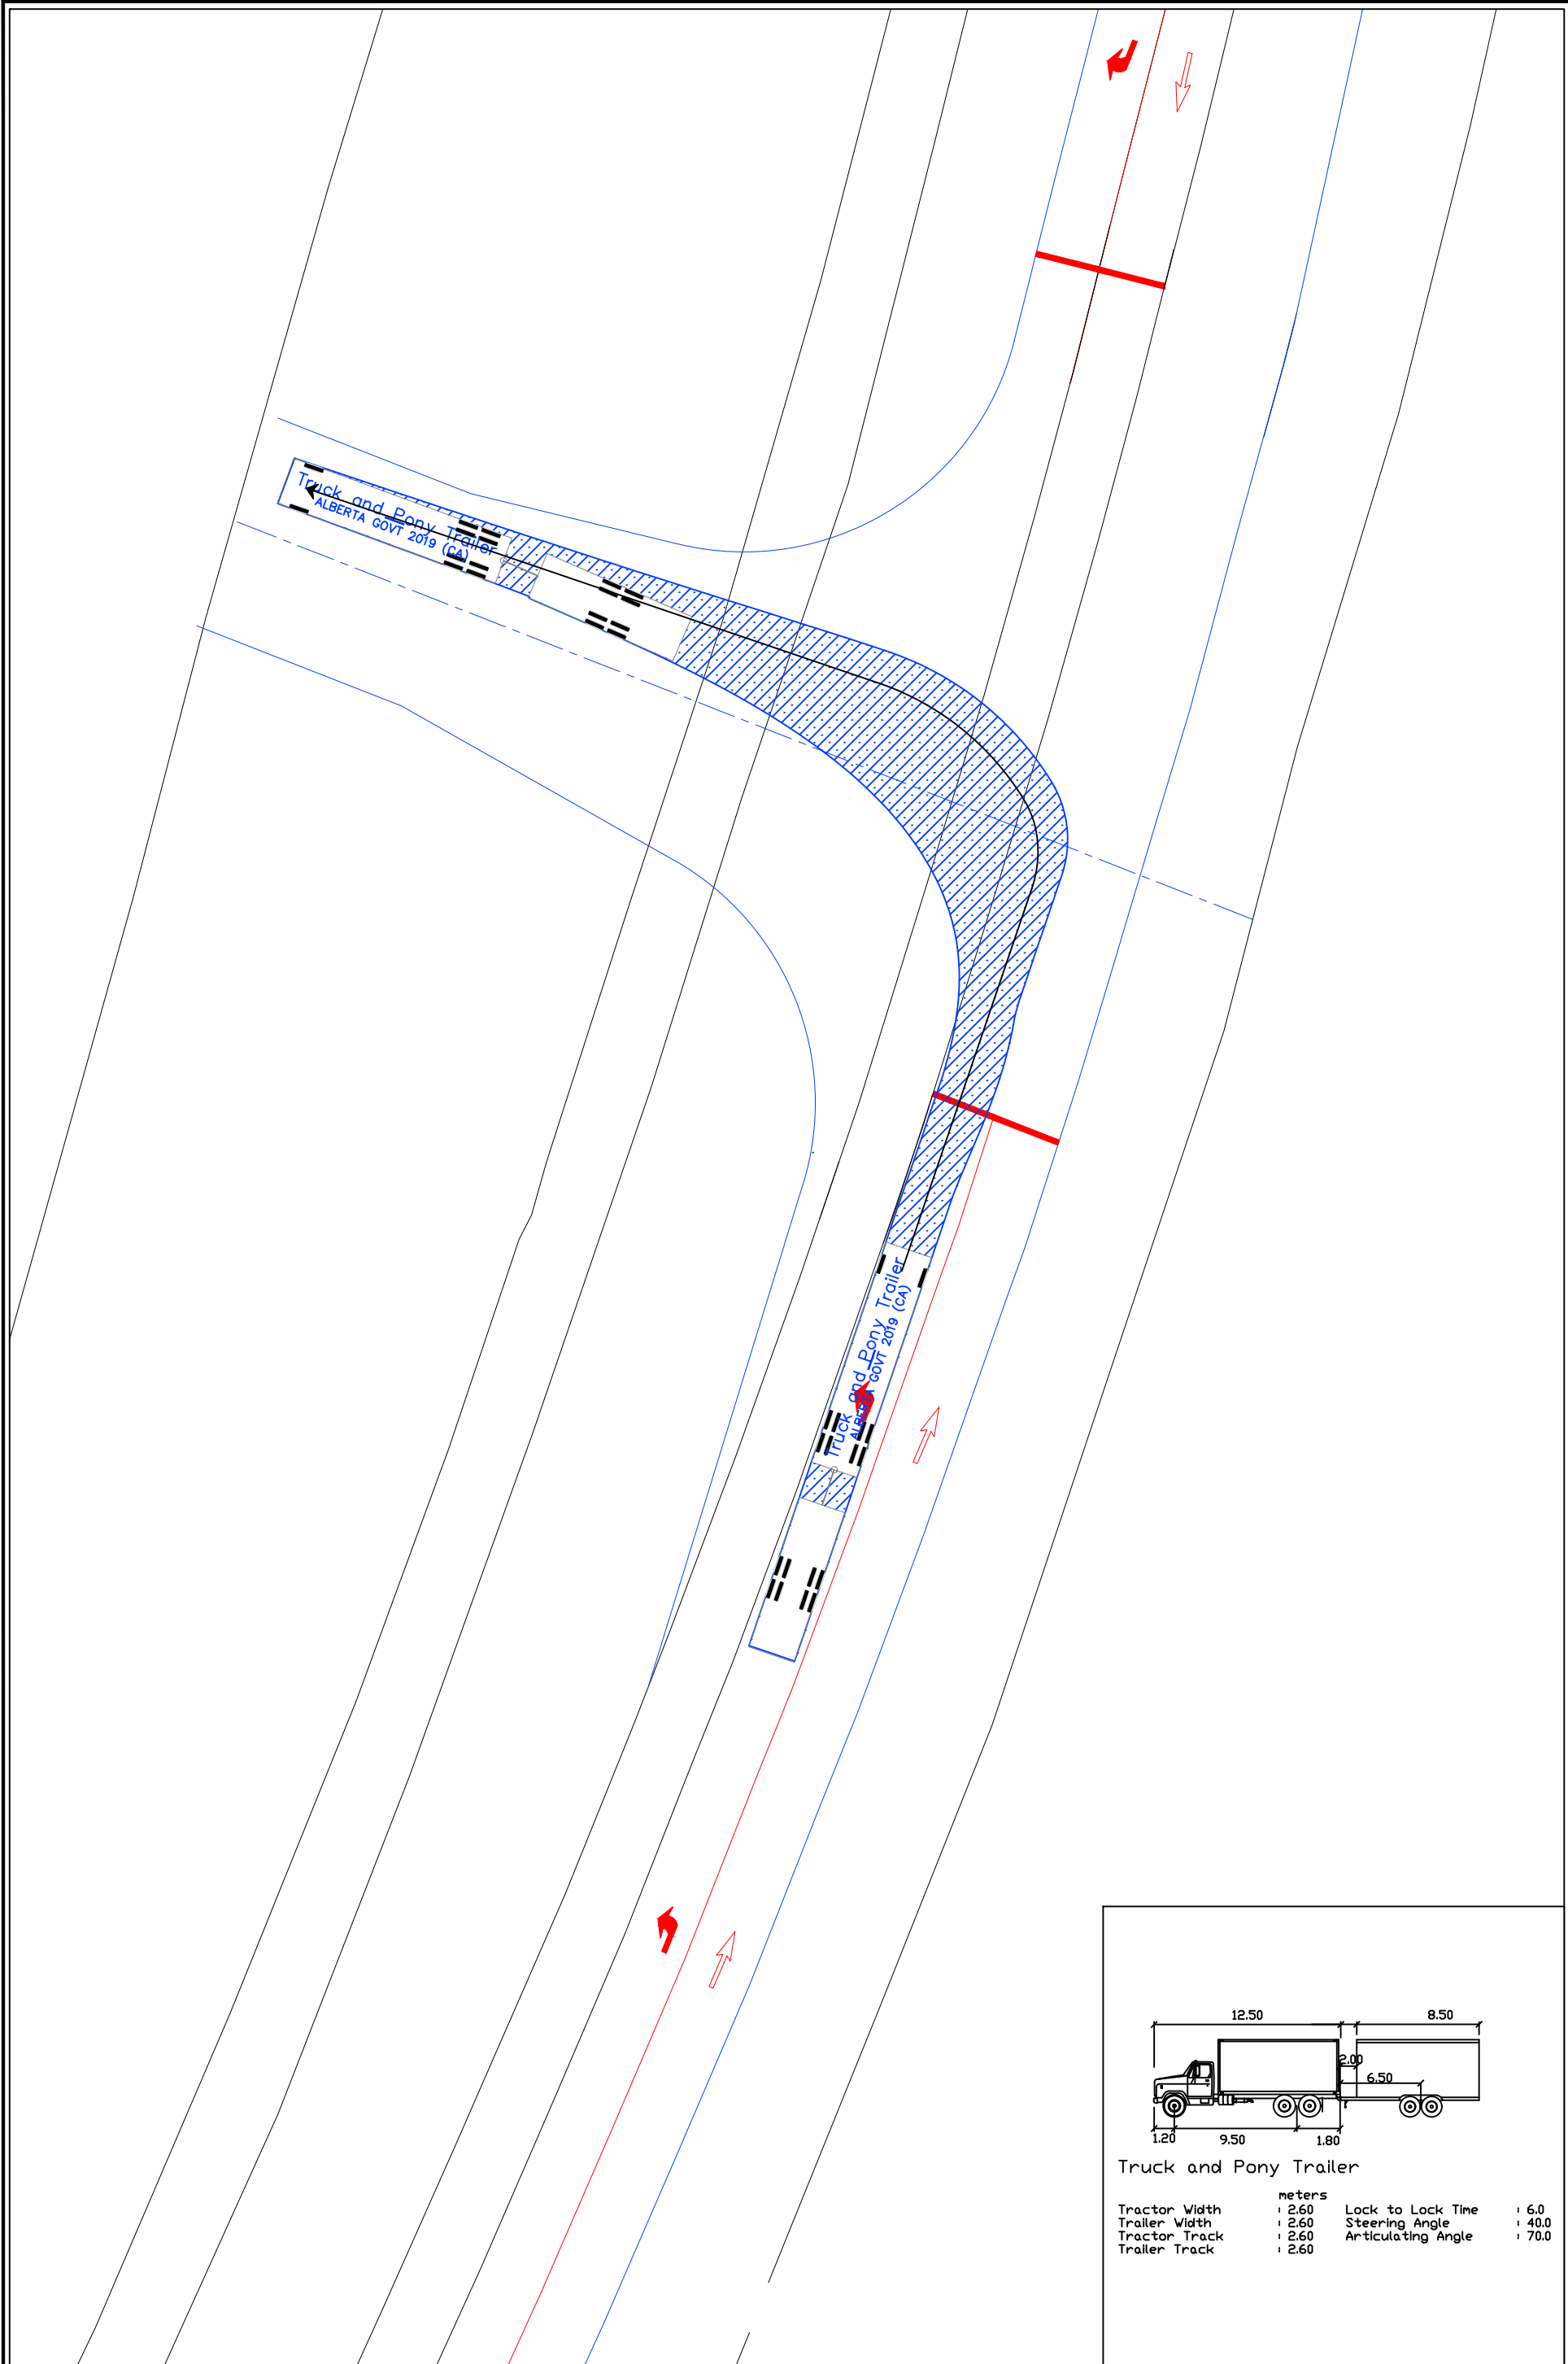 Truck and Pony Trailer
ALBERTA GOVT 2019 (CA)
Truck and Pony Trailer
ALBERTA GOVT 2019 (CA)
12.50 8.50
2.00
6.50
1.20 9.50 1.80
Truck and Pony Trailer
meters
Tractor Width : 2.60 Lock to Lock Time : 6.0
Trailer Width : 2.60 Steering Angle : 40.0
Tractor Track : 2.60 Articulating Angle : 70.0
Trailer Track : 2.60